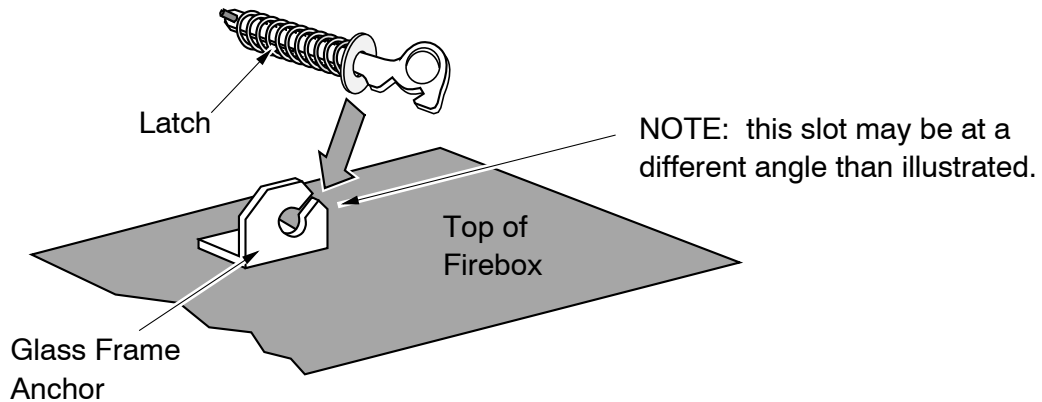 Latch
NOTE:  this slot may be at a
different angle than illustrated.
Top of
Firebox
Glass Frame
Anchor